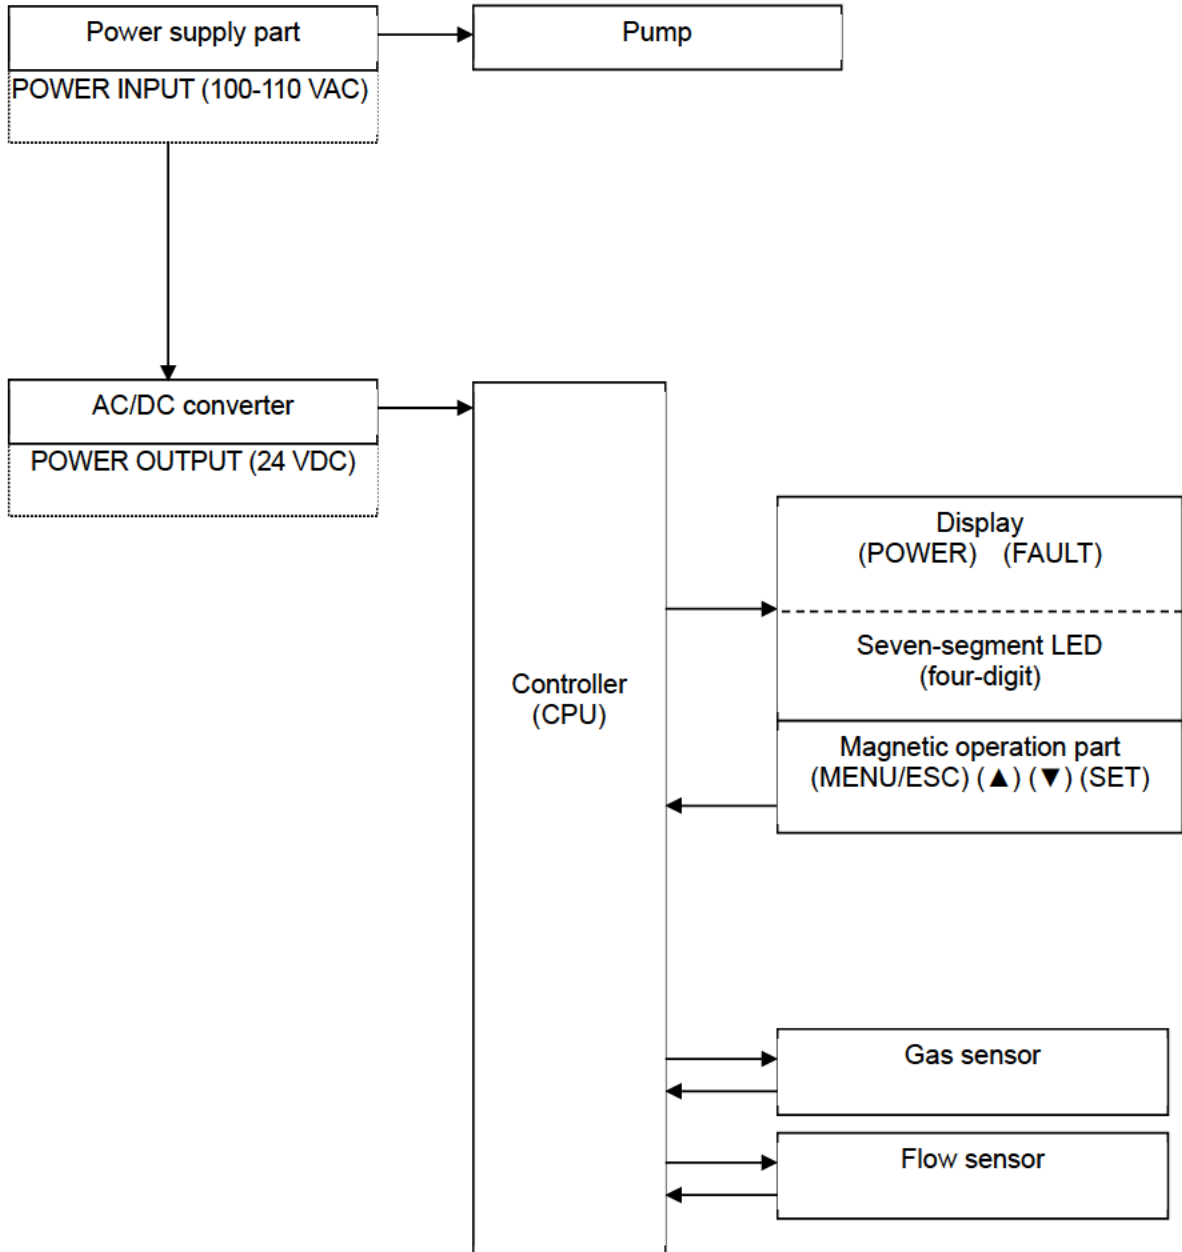 Power supply part
Pump
POWER INPUT (100-110 VAC)
AC/DC converter
POWER OUTPUT (24 VDC)
Display
(POWER) (FAULT)
Seven-segment LED
(four-digit)
Controller
(CPU)
Magnetic operation part
(MENU/ESC) (▲) (▼) (SET)
Gas sensor
Flow sensor